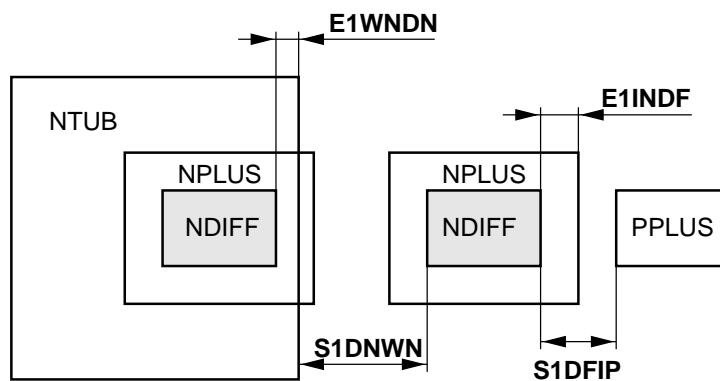 E1WNDN
E1INDF
NTUB
NPLUS
NPLUS
NDIFF
NDIFF
PPLUS
S1DNWN
S1DFIP